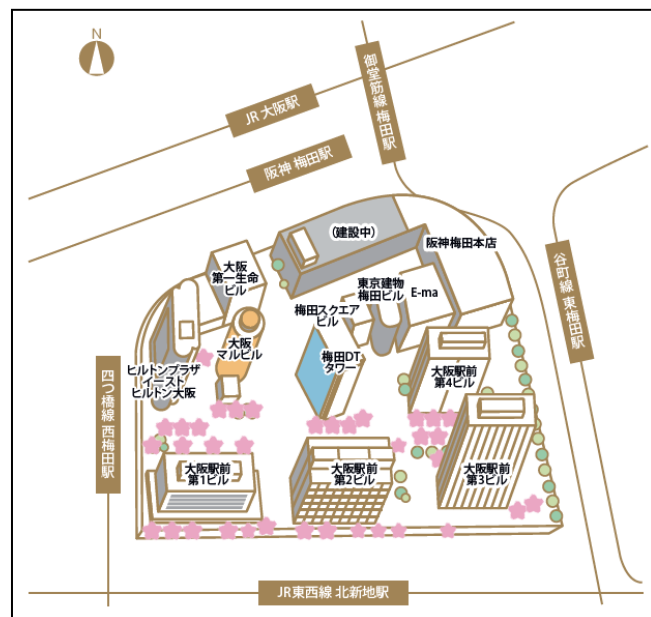 N
JR 大阪駅
御堂筋線 梅田駅
阪神 梅田駅
(建設中)
阪神梅田本店
大阪
第一生命
ビル
東京建物
梅田ビル
E-ma
谷町線 東梅田駅
梅田スクエア
ビル
大阪
マルビル
梅田DT
タワー
ヒルトンプラザ
イースト
ヒルトン大阪
大阪駅前
第4ビル
四つ橋線 西梅田駅
大阪駅前
第1ビル
大阪駅前
第2ビル
大阪駅前
第3ビル
JR東西線 北新地駅